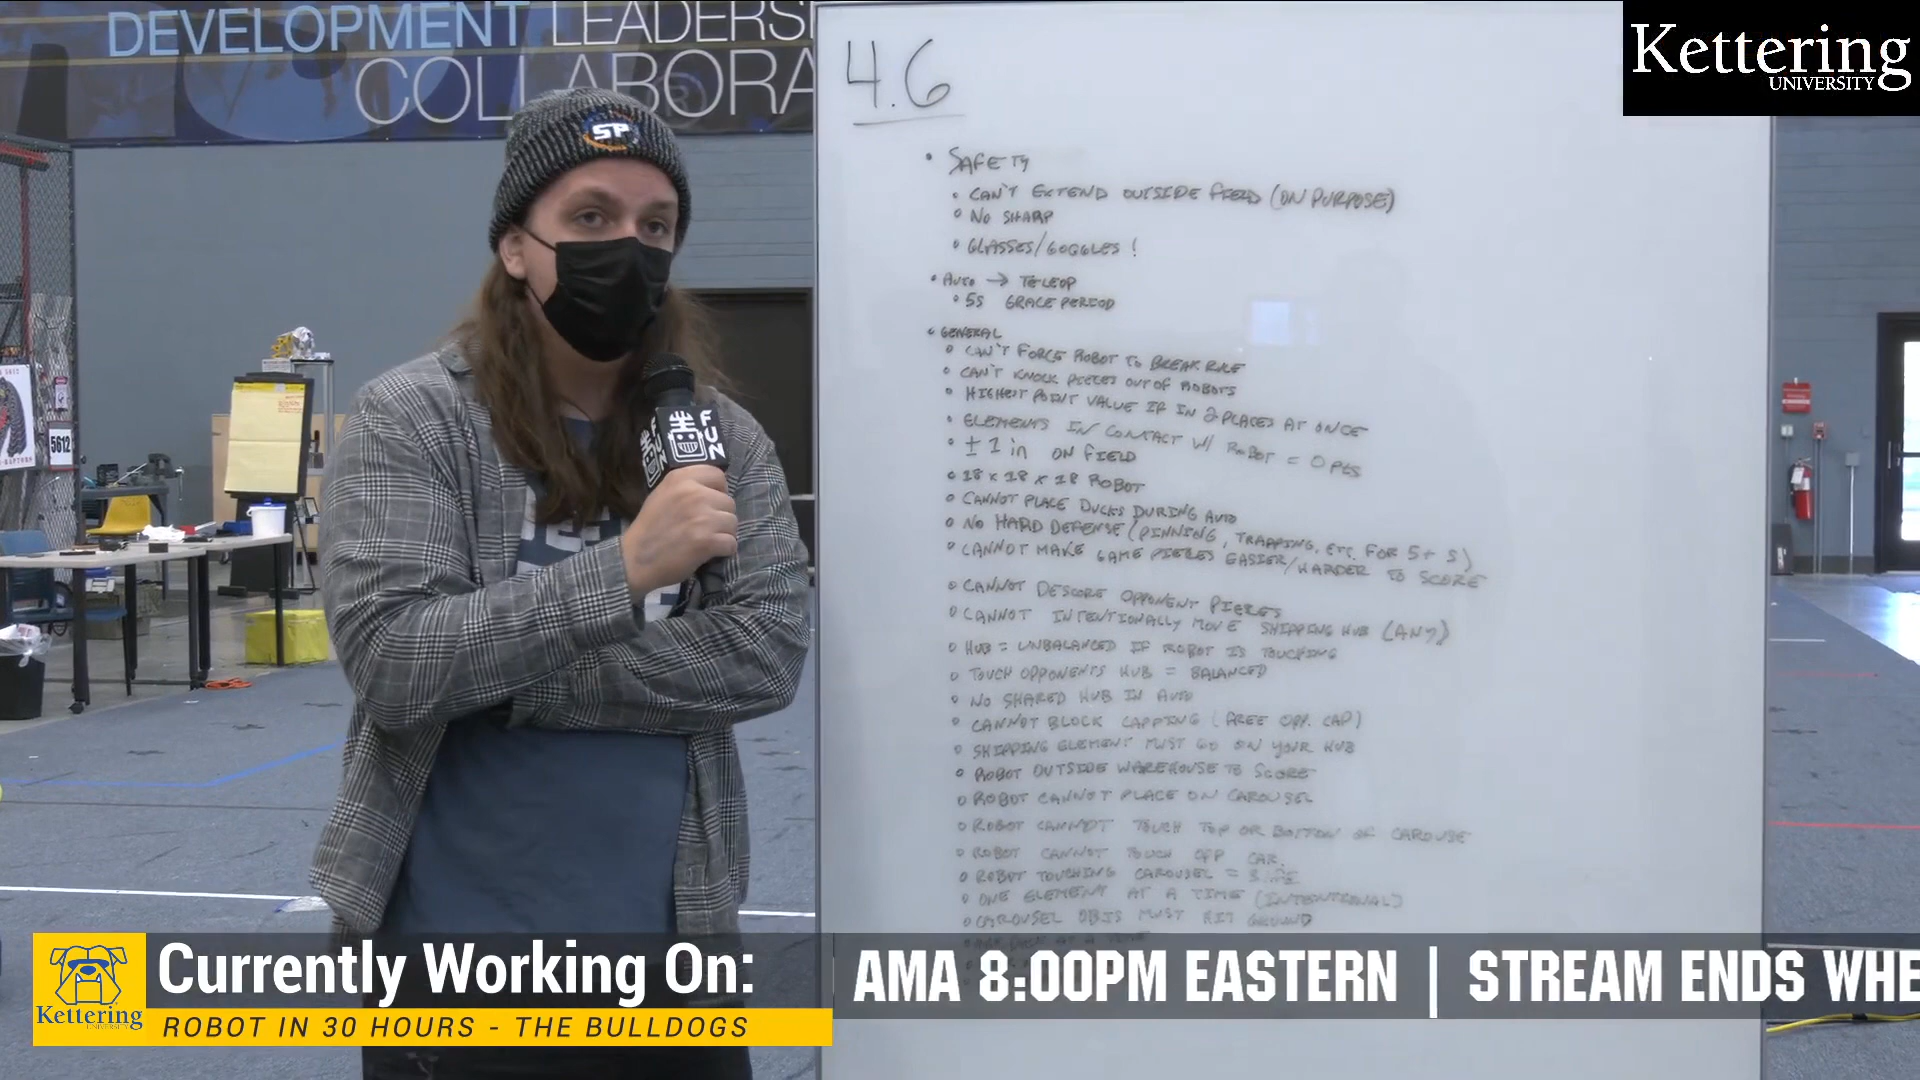 DEVELOPMENT LEADERS
COLLABORA
Kettering
UNIVERSITY
SP
FUN
FUN
5612
4.6
• SAFETY
• CAN'T EXTEND OUTSIDE FIELD (ON PURPOSE)
• NO SHARP
• GLASSES/GOGGLES!
• AUTO → TELEOP
• 5S GRACE PERIOD
• GENERAL
• CAN'T FORCE ROBOT TO BREAK RULE
• CAN'T KNOCK PIECES OUT OF ROBOTS
• HIGHEST POINT VALUE IF IN 2 PLACES AT ONCE
• ELEMENTS IN CONTACT W/ ROBOT = 0 PTS
• ± 1 in ON FIELD
• 18 x 18 x 18 ROBOT
• CANNOT PLACE DUCKS DURING AUTO
• NO HARD DEFENSE (PINNING, TRAPPING, ETC. FOR 5+ S)
• CANNOT MAKE GAME PIECES EASIER/HARDER TO SCORE
• CANNOT DESCORE OPPONENT PIECES
• CANNOT INTENTIONALLY MOVE SHIPPING HUB (ANY)
• HUB = UNBALANCED IF ROBOT IS TOUCHING
• TOUCH OPPONENTS HUB = BALANCED
• NO SHARED HUB IN AUTO
• CANNOT BLOCK CAPPING (FREE OPP. CAP)
• SHIPPING ELEMENT MUST GO ON YOUR HUB
• ROBOT OUTSIDE WAREHOUSE TO SCORE
• ROBOT CANNOT PLACE ON CAROUSEL
• ROBOT CANNOT TOUCH TOP OR BOTTOM OF CAROUSE
• ROBOT CANNOT TOUCH OPP CAR.
• ROBOT TOUCHING CAROUSEL =
• ONE ELEMENT AT A TIME (INTENTIONAL)
• CAROUSEL OBJS MUST HIT GROUND
Kettering
UNIVERSITY
Currently Working On:
ROBOT IN 30 HOURS - THE BULLDOGS
AMA 8:00PM EASTERN | STREAM ENDS WHE